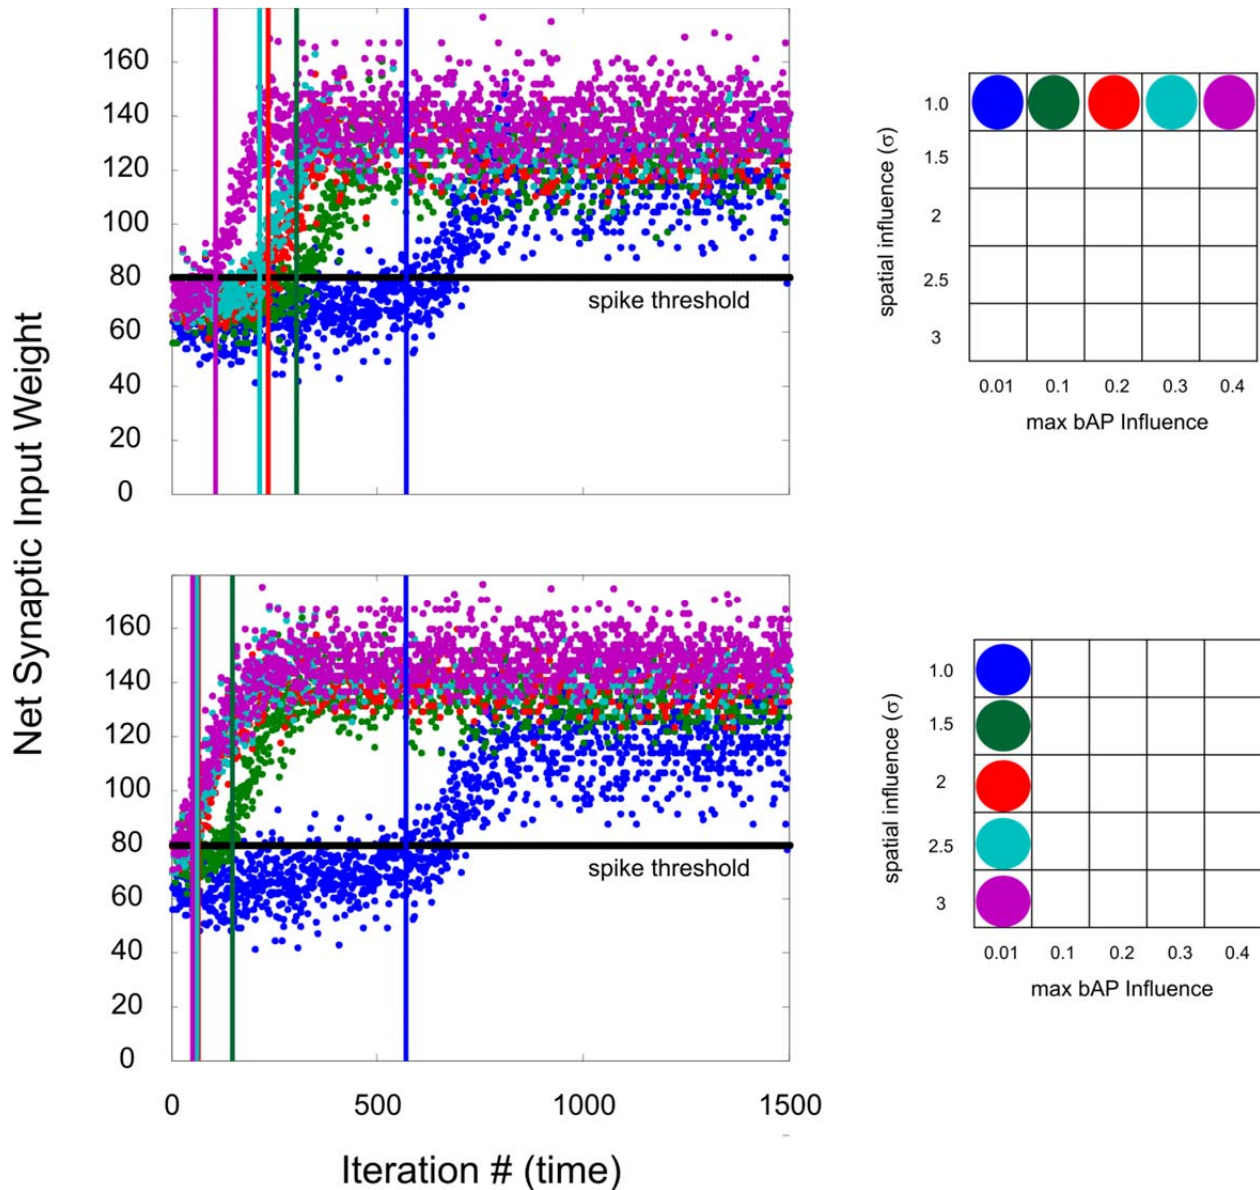 Net Synaptic Input Weight
160
140
120
100
80
60
40
20
0
spike threshold
spatial influence (σ)
1.0
1.5
2
2.5
3
0.01 0.1 0.2 0.3 0.4
max bAP Influence
160
140
120
100
80
60
40
20
0
spike threshold
0 500 1000 1500
Iteration # (time)
spatial influence (σ)
1.0
1.5
2
2.5
3
0.01 0.1 0.2 0.3 0.4
max bAP Influence